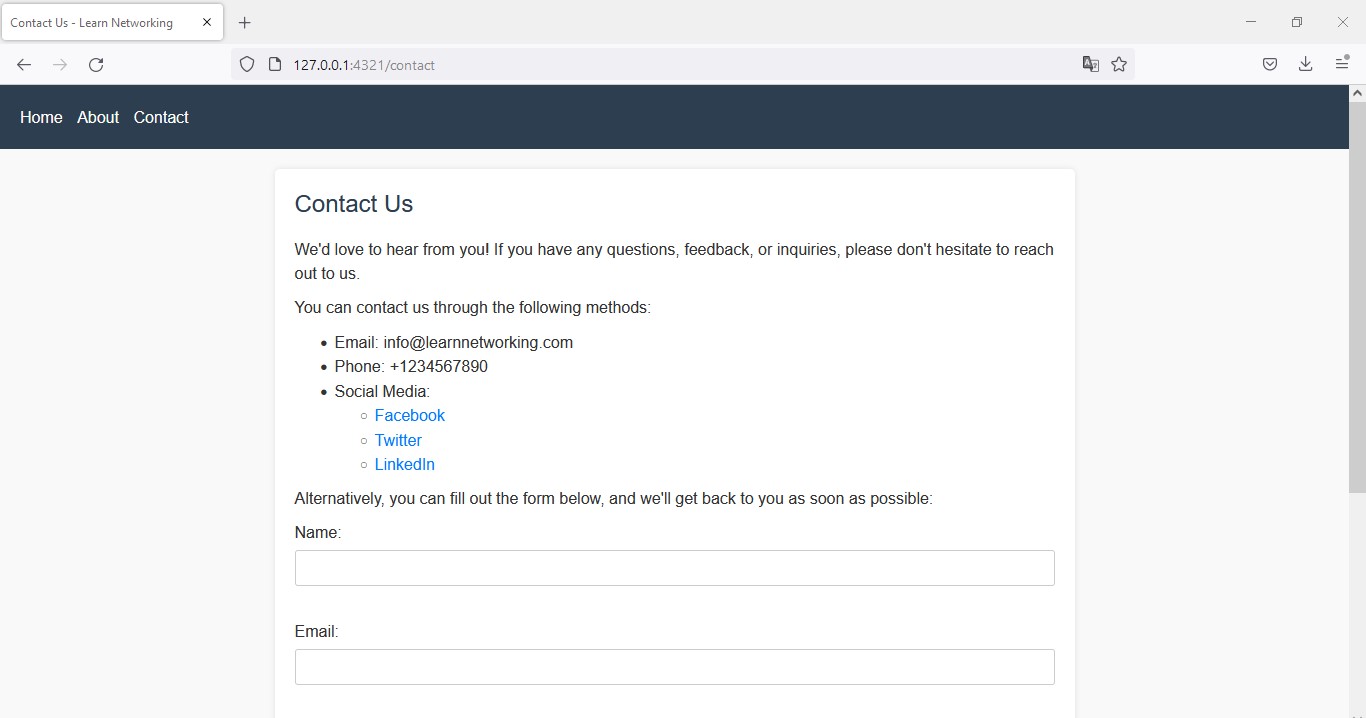 Contact Us - Learn Networking
127.0.0.1:4321/contact
Home About Contact
Contact Us
We'd love to hear from you! If you have any questions, feedback, or inquiries, please don't hesitate to reach
out to us.
You can contact us through the following methods:
Email: info@learnnetworking.com
Phone: +1234567890
Social Media:
Facebook
Twitter
LinkedIn
Alternatively, you can fill out the form below, and we'll get back to you as soon as possible:
Name:
Email: